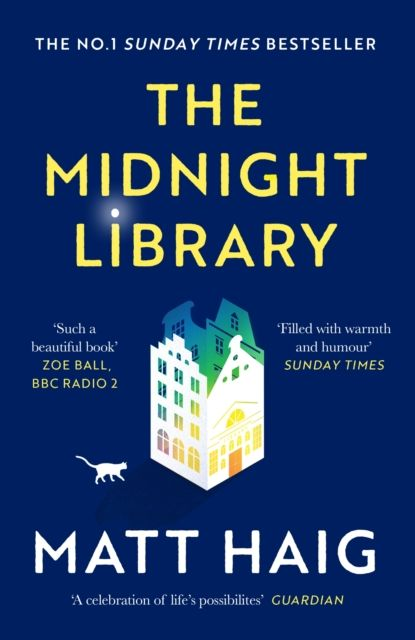 THE NO.1 SUNDAY TIMES BESTSELLER
THE
MIDNIGHT
LiBRARY
‘Such a
beautiful book’
ZOE BALL,
BBC RADIO 2
‘Filled with warmth
and humour’
SUNDAY TIMES
MATT HAIG
‘A celebration of life’s possibilites’ GUARDIAN